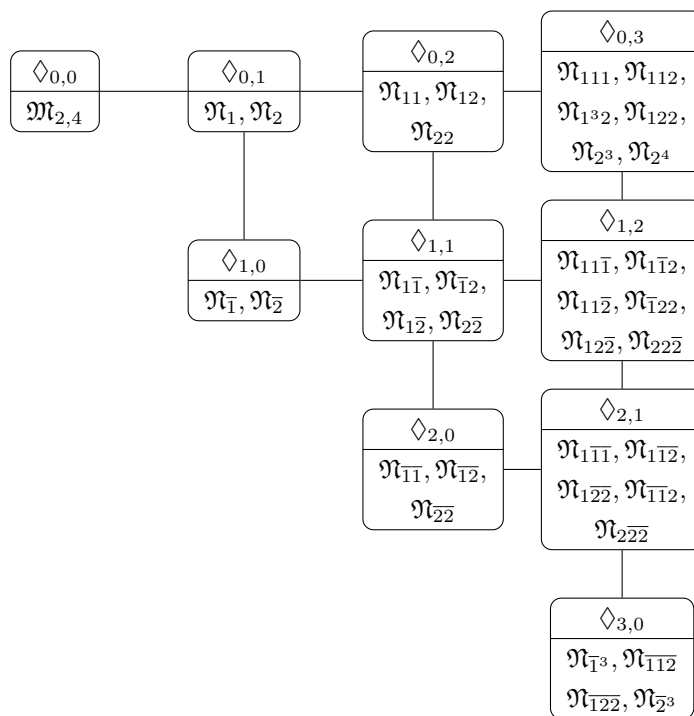 ◊₀,₀
𝔐₂,₄
◊₀,₁
𝔑₁, 𝔑₂
◊₀,₂
𝔑₁₁, 𝔑₁₂,
𝔑₂₂
◊₀,₃
𝔑₁₁₁, 𝔑₁₁₂,
𝔑₁³₂, 𝔑₁₂₂,
𝔑₂³, 𝔑₂⁴
◊₁,₀
𝔑₁̅, 𝔑₂̅
◊₁,₁
𝔑₁₁̅, 𝔑₁̅₂,
𝔑₁₂̅, 𝔑₂₂̅
◊₁,₂
𝔑₁₁₁̅, 𝔑₁₁̅₂,
𝔑₁₁₂̅, 𝔑₁̅₂₂,
𝔑₁₂₂̅, 𝔑₂₂₂̅
◊₂,₀
𝔑₁̅₁̅, 𝔑₁̅₂̅,
𝔑₂̅₂̅
◊₂,₁
𝔑₁₁̅₁̅, 𝔑₁₁̅₂̅,
𝔑₁₂̅₂̅, 𝔑₁̅₁̅₂,
𝔑₂₂̅₂̅
◊₃,₀
𝔑₁̅³, 𝔑₁̅₁̅₂̅
𝔑₁̅₂̅₂̅, 𝔑₂̅³